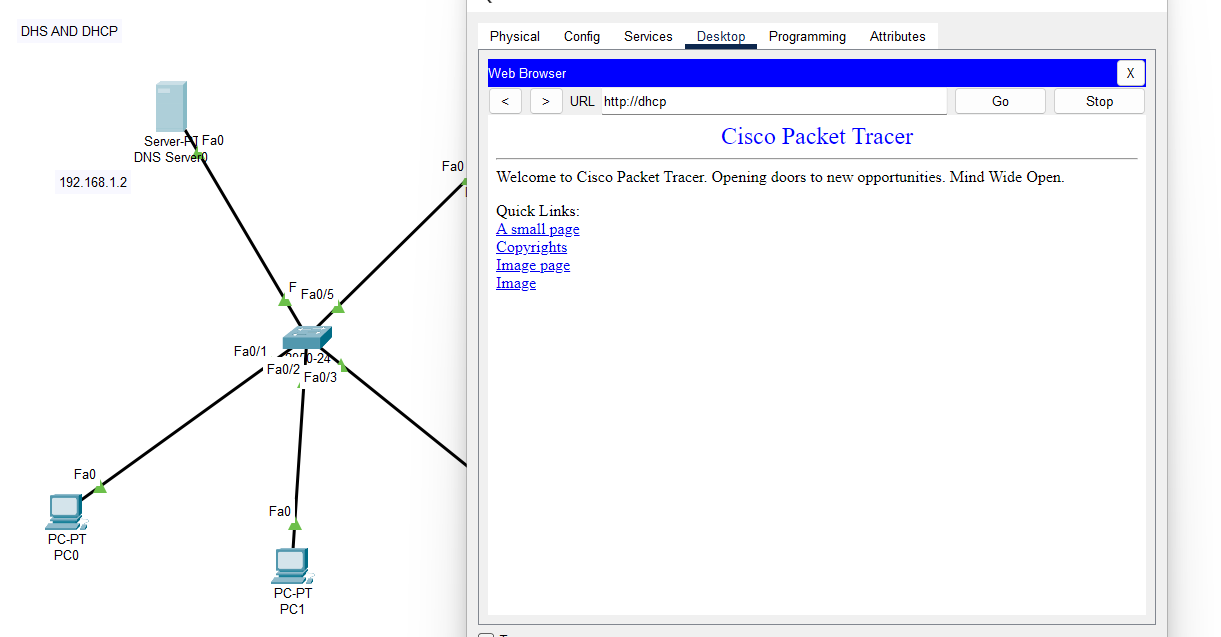 DHS AND DHCP
Server-PT
Fa0
DNS Server0
192.168.1.2
Fa0
F
Fa0/5
Fa0/1
Fa0/2
Fa0/3
Fa0
PC-PT
PC0
Fa0
PC-PT
PC1
Physical Config Services Desktop Programming Attributes
Web Browser
X
< > URL http://dhcp Go Stop
Cisco Packet Tracer
Welcome to Cisco Packet Tracer. Opening doors to new opportunities. Mind Wide Open.
Quick Links:
A small page
Copyrights
Image page
Image